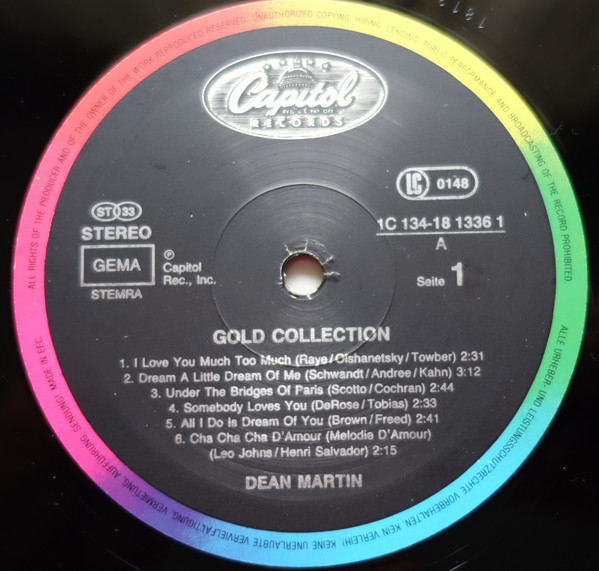 ALL RIGHTS OF THE PRODUCER AND OF THE OWNER OF THE WORK REPRODUCED RESERVED. UNAUTHORIZED COPYING, HIRING, LENDING, PUBLIC PERFORMANCE AND BROADCASTING OF THE RECORD PROHIBITED.
Capitol
RECORDS
LC 0148
ST 33
STEREO
1C 134-18 1336 1
A
GEMA
STEMRA
℗
Capitol
Rec., Inc.
Seite 1
GOLD COLLECTION
1. I Love You Much Too Much (Raye/Olshanetsky/Towber) 2:31
2. Dream A Little Dream Of Me (Schwandt/Andree/Kahn) 3:12
3. Under The Bridges Of Paris (Scotto/Cochran) 2:44
4. Somebody Loves You (DeRose/Tobias) 2:33
5. All I Do Is Dream Of You (Brown/Freed) 2:41
6. Cha Cha Cha D'Amour (Melodie D'Amour)
(Leo Johns/Henri Salvador) 2:15
DEAN MARTIN
ALLE URHEBER- UND LEISTUNGSSCHUTZRECHTE VORBEHALTEN. KEIN VERLEIH! KEINE UNERLAUBTE VERVIELFÄLTIGUNG, VERMIETUNG, AUFFÜHRUNG, SENDUNG! MADE IN EEC.